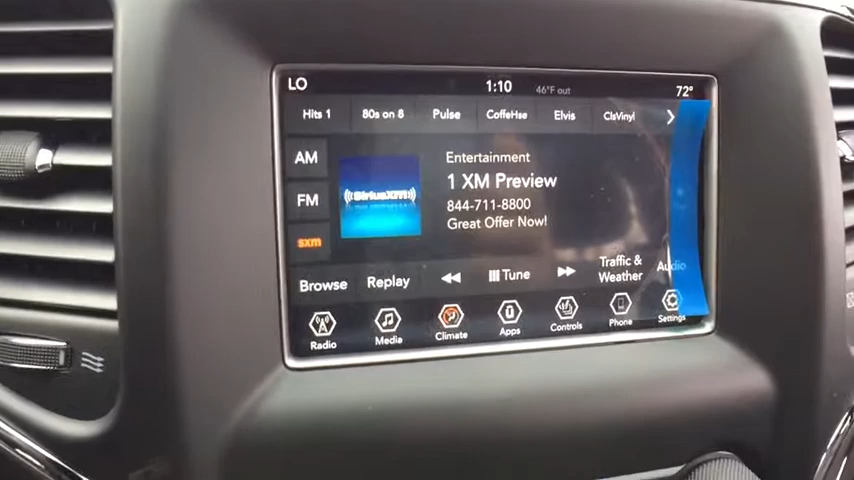 LO 1:10 46°F out 72°
Hits 1 80s on 8 Pulse CoffeHse Elvis ClsVinyl
AM
FM
sxm
SiriusXM
Entertainment
1 XM Preview
844-711-8800
Great Offer Now!
Browse Replay Tune Traffic & Weather Audio
Radio Media Climate Apps Controls Phone Settings